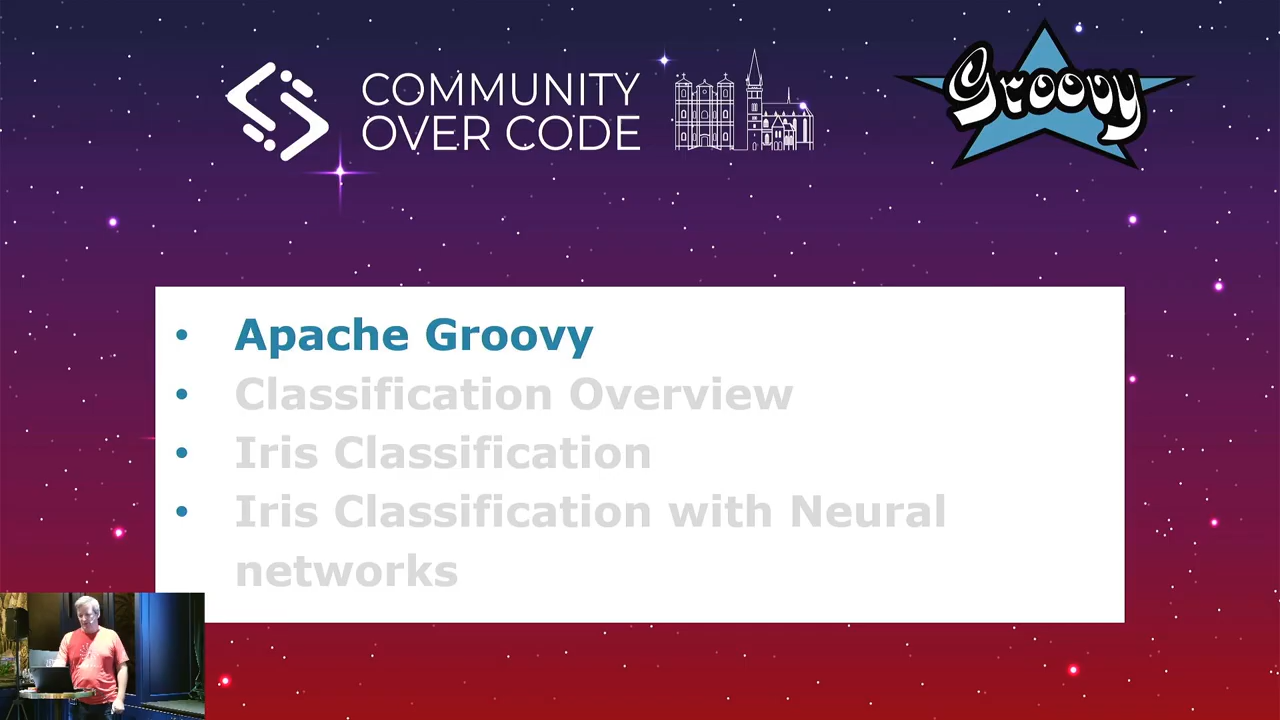 COMMUNITY
OVER CODE
Groovy
• Apache Groovy
• Classification Overview
• Iris Classification
• Iris Classification with Neural
networks